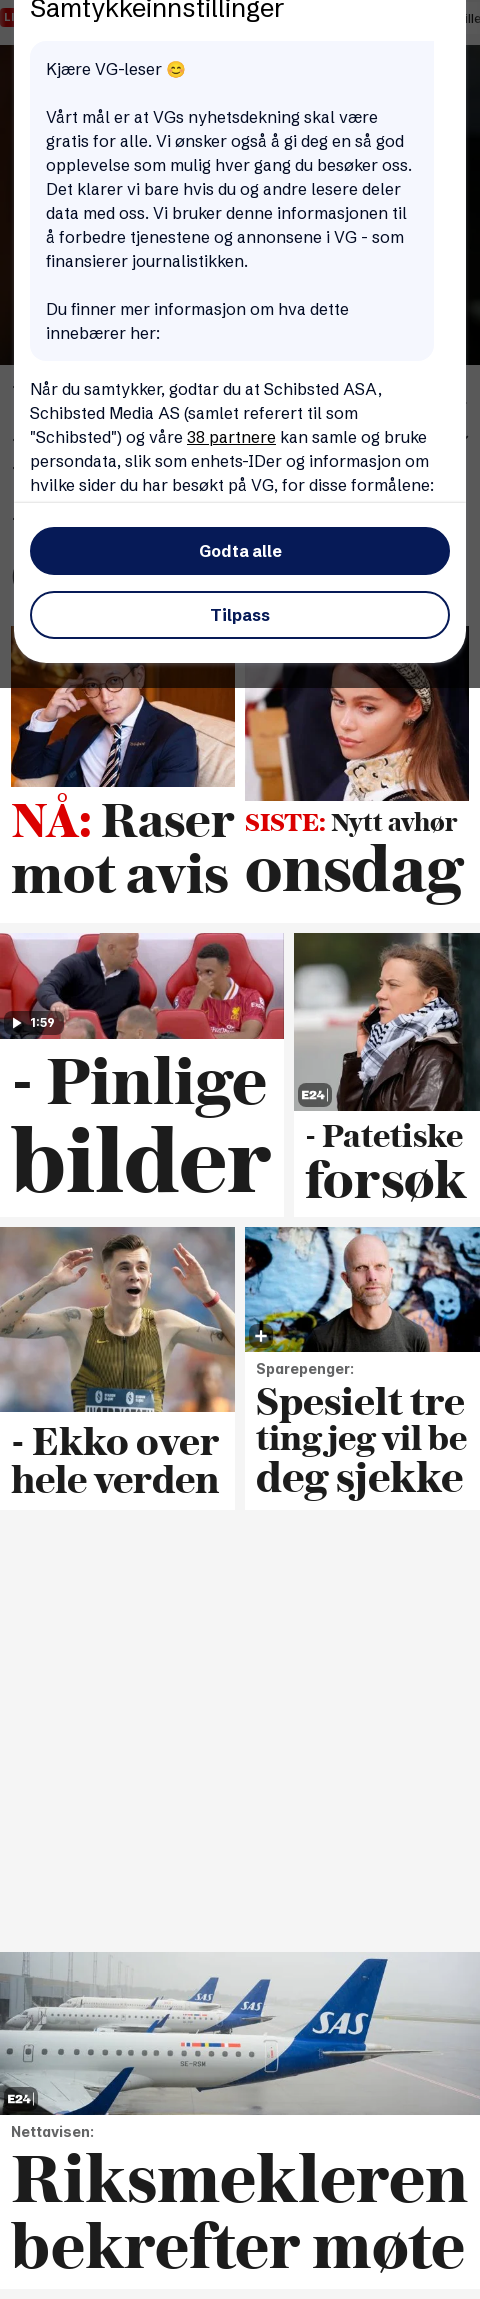 Samtykkeinnstillinger
Kjære VG-leser 😊
Vårt mål er at VGs nyhetsdekning skal være
gratis for alle. Vi ønsker også å gi deg en så god
opplevelse som mulig hver gang du besøker oss.
Det klarer vi bare hvis du og andre lesere deler
data med oss. Vi bruker denne informasjonen til
å forbedre tjenestene og annonsene i VG - som
finansierer journalistikken.
Du finner mer informasjon om hva dette
innebærer her:
Når du samtykker, godtar du at Schibsted ASA,
Schibsted Media AS (samlet referert til som
"Schibsted") og våre 38 partnere kan samle og bruke
persondata, slik som enhets-IDer og informasjon om
hvilke sider du har besøkt på VG, for disse formålene:
Godta alle
Tilpass
NÅ: Raser
mot avis
SISTE: Nytt avhør
onsdag
1:59
- Pinlige
bilder
E24
- Patetiske
forsøk
- Ekko over
hele verden
Sparepenger:
Spesielt tre
ting jeg vil be
deg sjekke
SAS
SAS
SAS
SE-RSM
E24
Nettavisen:
Riksmekleren
bekrefter møte